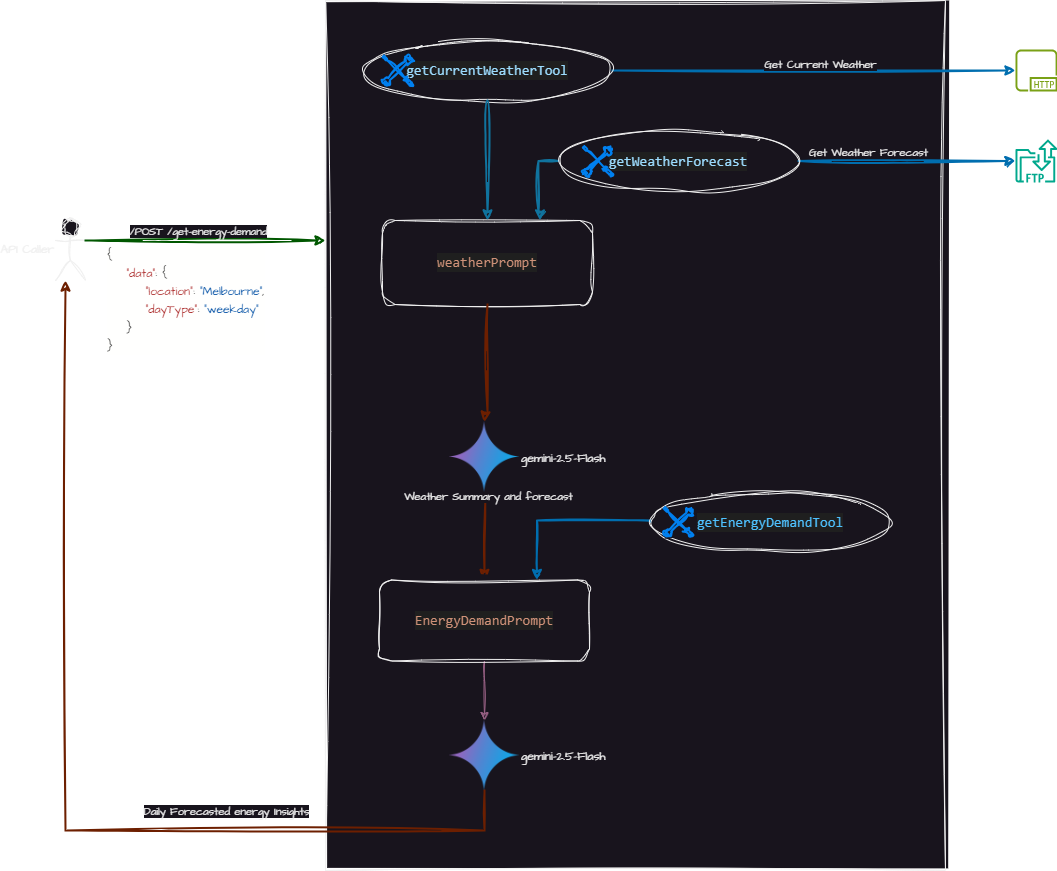 getCurrentWeatherTool
Get Current Weather
HTTP
getWeatherForecast
Get Weather Forecast
FTP
API Caller
/POST /get-energy-demand
{
"data": {
"location": "Melbourne",
"dayType": "weekday"
}
}
weatherPrompt
gemini-2.5-Flash
Weather Summary and forecast
getEnergyDemandTool
EnergyDemandPrompt
gemini-2.5-Flash
Daily Forecasted energy Insights